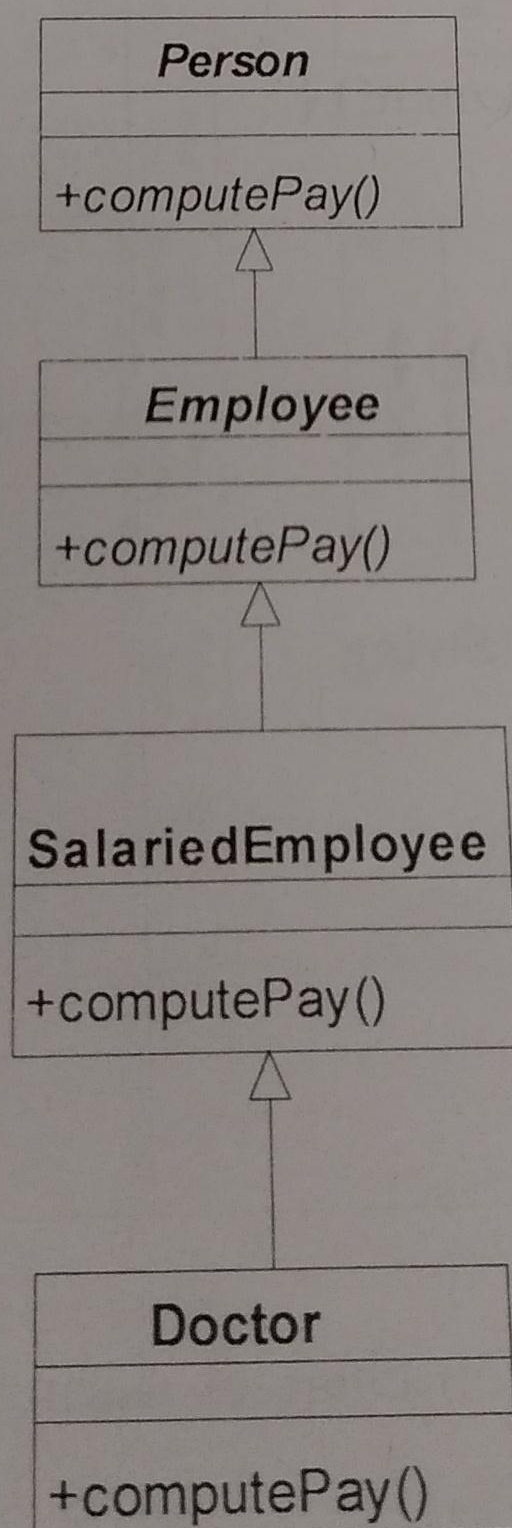 Person
+computePay()
Employee
+computePay()
SalariedEmployee
+computePay()
Doctor
+computePay()